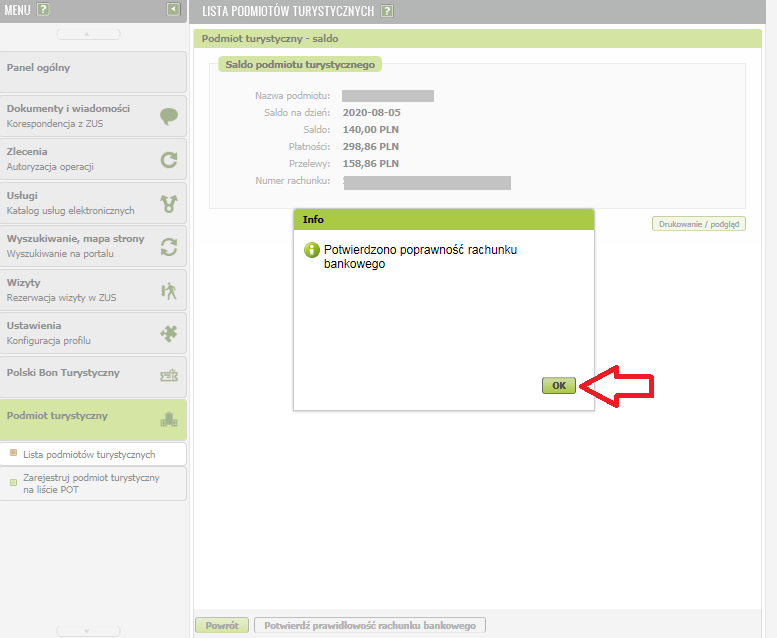 MENU ?
LISTA PODMIOTÓW TURYSTYCZNYCH ?
Podmiot turystyczny - saldo
Panel ogólny
Dokumenty i wiadomości
Korespondencja z ZUS
Zlecenia
Autoryzacja operacji
Usługi
Katalog usług elektronicznych
Wyszukiwanie, mapa strony
Wyszukiwanie na portalu
Wizyty
Rezerwacja wizyty w ZUS
Ustawienia
Konfiguracja profilu
Polski Bon Turystyczny
Podmiot turystyczny
Lista podmiotów turystycznych
Zarejestruj podmiot turystyczny
na liście POT
Saldo podmiotu turystycznego
Nazwa podmiotu:
Saldo na dzień: 2020-08-05
Saldo: 140,00 PLN
Płatności: 298,86 PLN
Przelewy: 158,86 PLN
Numer rachunku:
Drukowanie / podgląd
Info
Potwierdzono poprawność rachunku
bankowego
OK
Powrót
Potwierdź prawidłowość rachunku bankowego